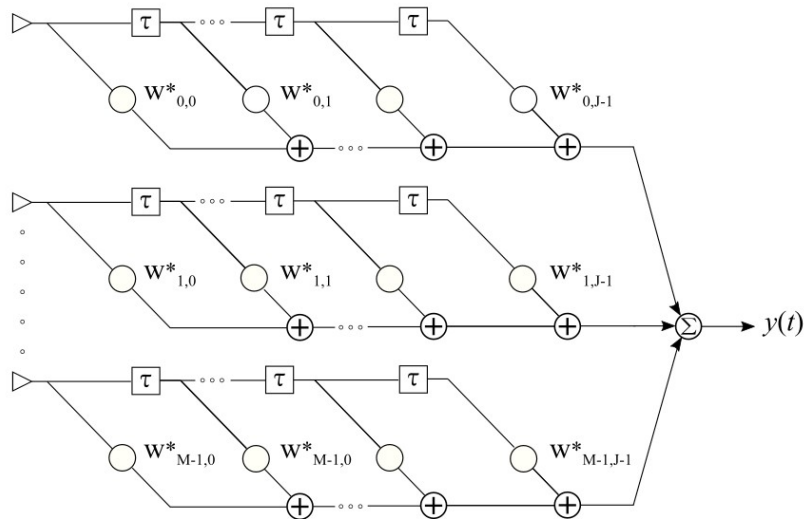 τ τ τ
W*0,0 W*0,1 W*0,J-1
+ + +
τ τ τ
W*1,0 W*1,1 W*1,J-1
+ + +
Σ y(t)
τ τ τ
W*M-1,0 W*M-1,0 W*M-1,J-1
+ + +